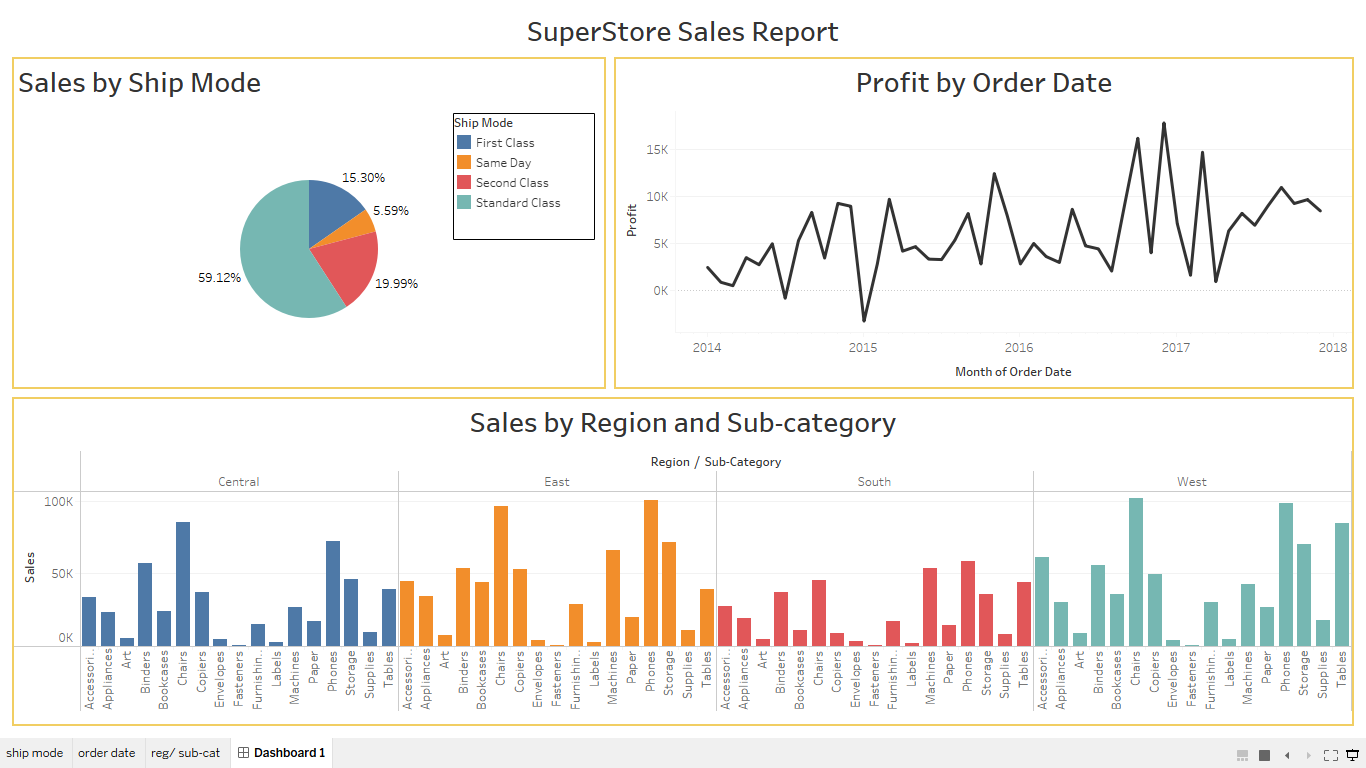 SuperStore Sales Report
Sales by Ship Mode
Ship Mode
First Class
Same Day
Second Class
Standard Class
15.30%
5.59%
19.99%
59.12%
Profit by Order Date
Profit
15K
10K
5K
0K
2014 2015 2016 2017 2018
Month of Order Date
Sales by Region and Sub-category
Region / Sub-Category
Central East South West
Sales
100K
50K
0K
Accessori.. Appliances Art Binders Bookcases Chairs Copiers Envelopes Fasteners Furnishin.. Labels Machines Paper Phones Storage Supplies Tables
Accessori.. Appliances Art Binders Bookcases Chairs Copiers Envelopes Fasteners Furnishin.. Labels Machines Paper Phones Storage Supplies Tables
Accessori.. Appliances Art Binders Bookcases Chairs Copiers Envelopes Fasteners Furnishin.. Labels Machines Paper Phones Storage Supplies Tables
Accessori.. Appliances Art Binders Bookcases Chairs Copiers Envelopes Fasteners Furnishin.. Labels Machines Paper Phones Storage Supplies Tables
ship mode order date reg/ sub-cat Dashboard 1